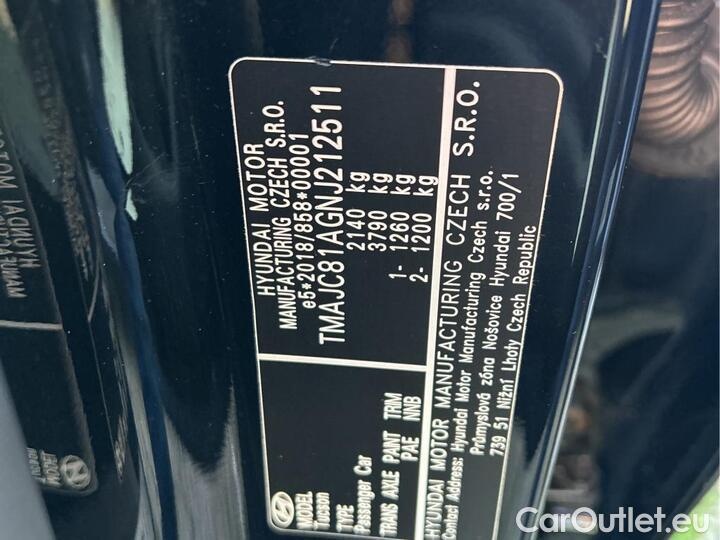 HYUNDAI MOTOR
MANUFACTURING CZECH S.R.O.
e5*2018/858*00001
TMAJC81AGNJ212511
2140 kg
3790 kg
1- 1260 kg
2- 1200 kg
MODEL
Tucson
TYPE
Passenger Car
TRANS AXLE PANT TRIM
PAE NNB
HYUNDAI MOTOR MANUFACTURING CZECH S.R.O.
Contact Address: Hyundai Motor Manufacturing Czech s.r.o.
Průmyslová zóna Nošovice Hyundai 700/1
739 51 Nižní Lhoty Czech Republic
CarOutlet.eu